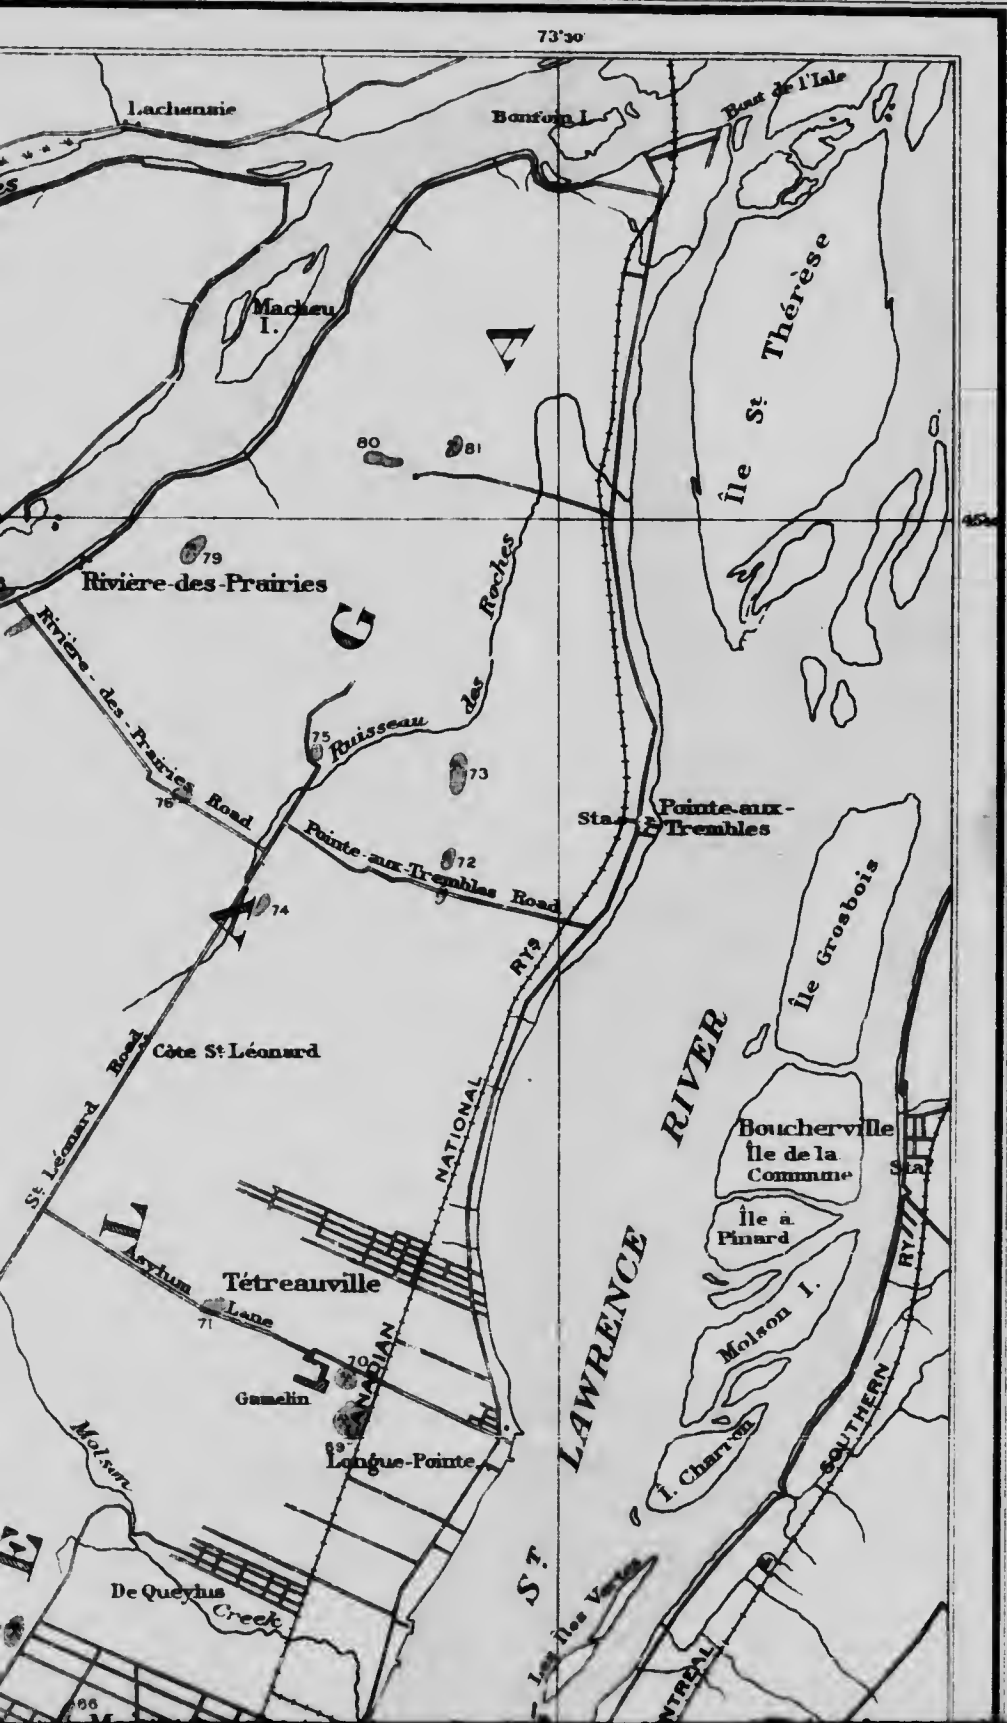 73°30'
Lachenaie
Bonfoin I.
Bout de l'Isle
Macheu
I.
Île St. Thérèse
A
80
81
79
Rivière-des-Prairies
G
Rivière-des-Prairies Road
Ruisseau des Roches
75
73
76
Sta.
Pointe-aux-
Trembles
72
Pointe-aux-Trembles Road
74
A
Île Grosbois
RYS
Côte St. Léonard
St. Léonard Road
NATIONAL
RIVER
Boucherville
Île de la
Commune
Sta.
Île à
Pinard
L
Asylum Lane
Tétreauville
71
RY.
Molson I.
LAWRENCE
70
Gamelin
CANADIAN
69
Longue-Pointe
SOUTHERN
Î. Charron
Molson
E
ST.
De Queylus
Creek
Les Îles Vertes
66